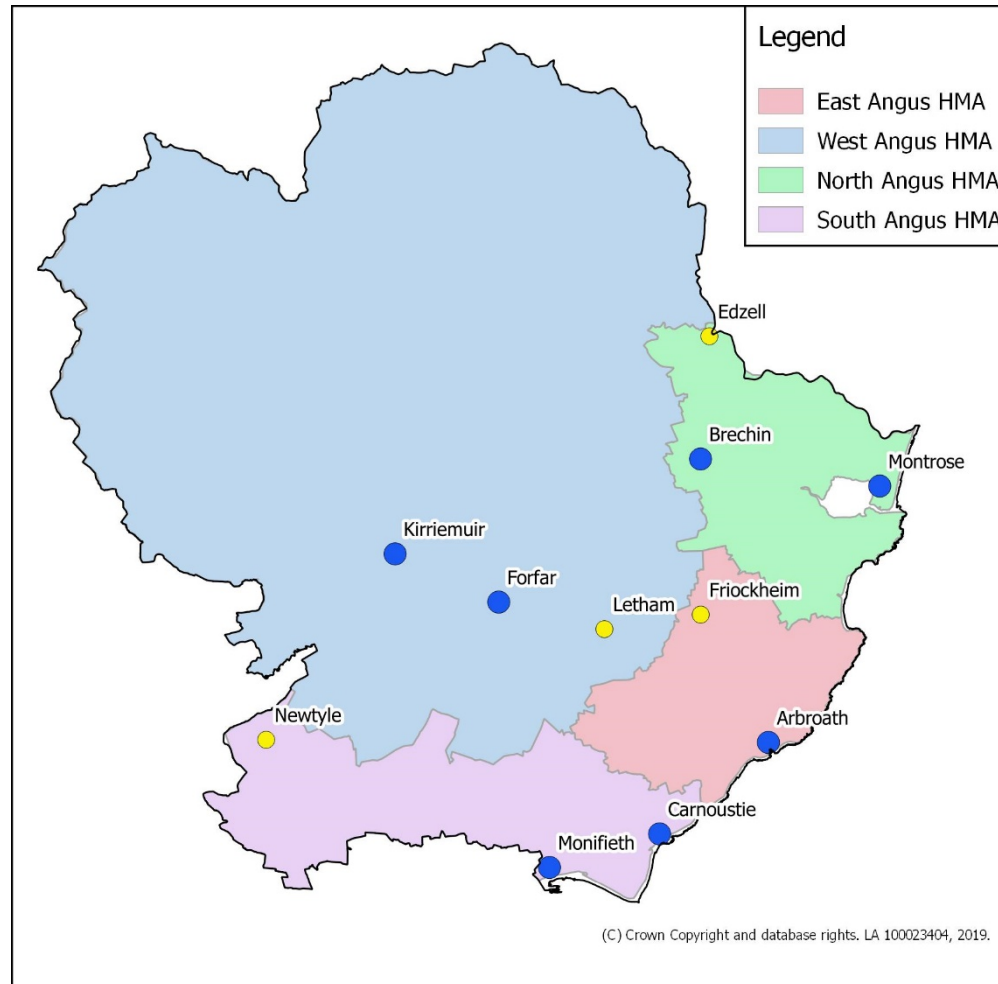 Legend
East Angus HMA
West Angus HMA
North Angus HMA
South Angus HMA
Edzell
Brechin
Montrose
Kirriemuir
Forfar
Letham
Friockheim
Newtyle
Arbroath
Carnoustie
Monifieth
(C) Crown Copyright and database rights. LA 100023404, 2019.